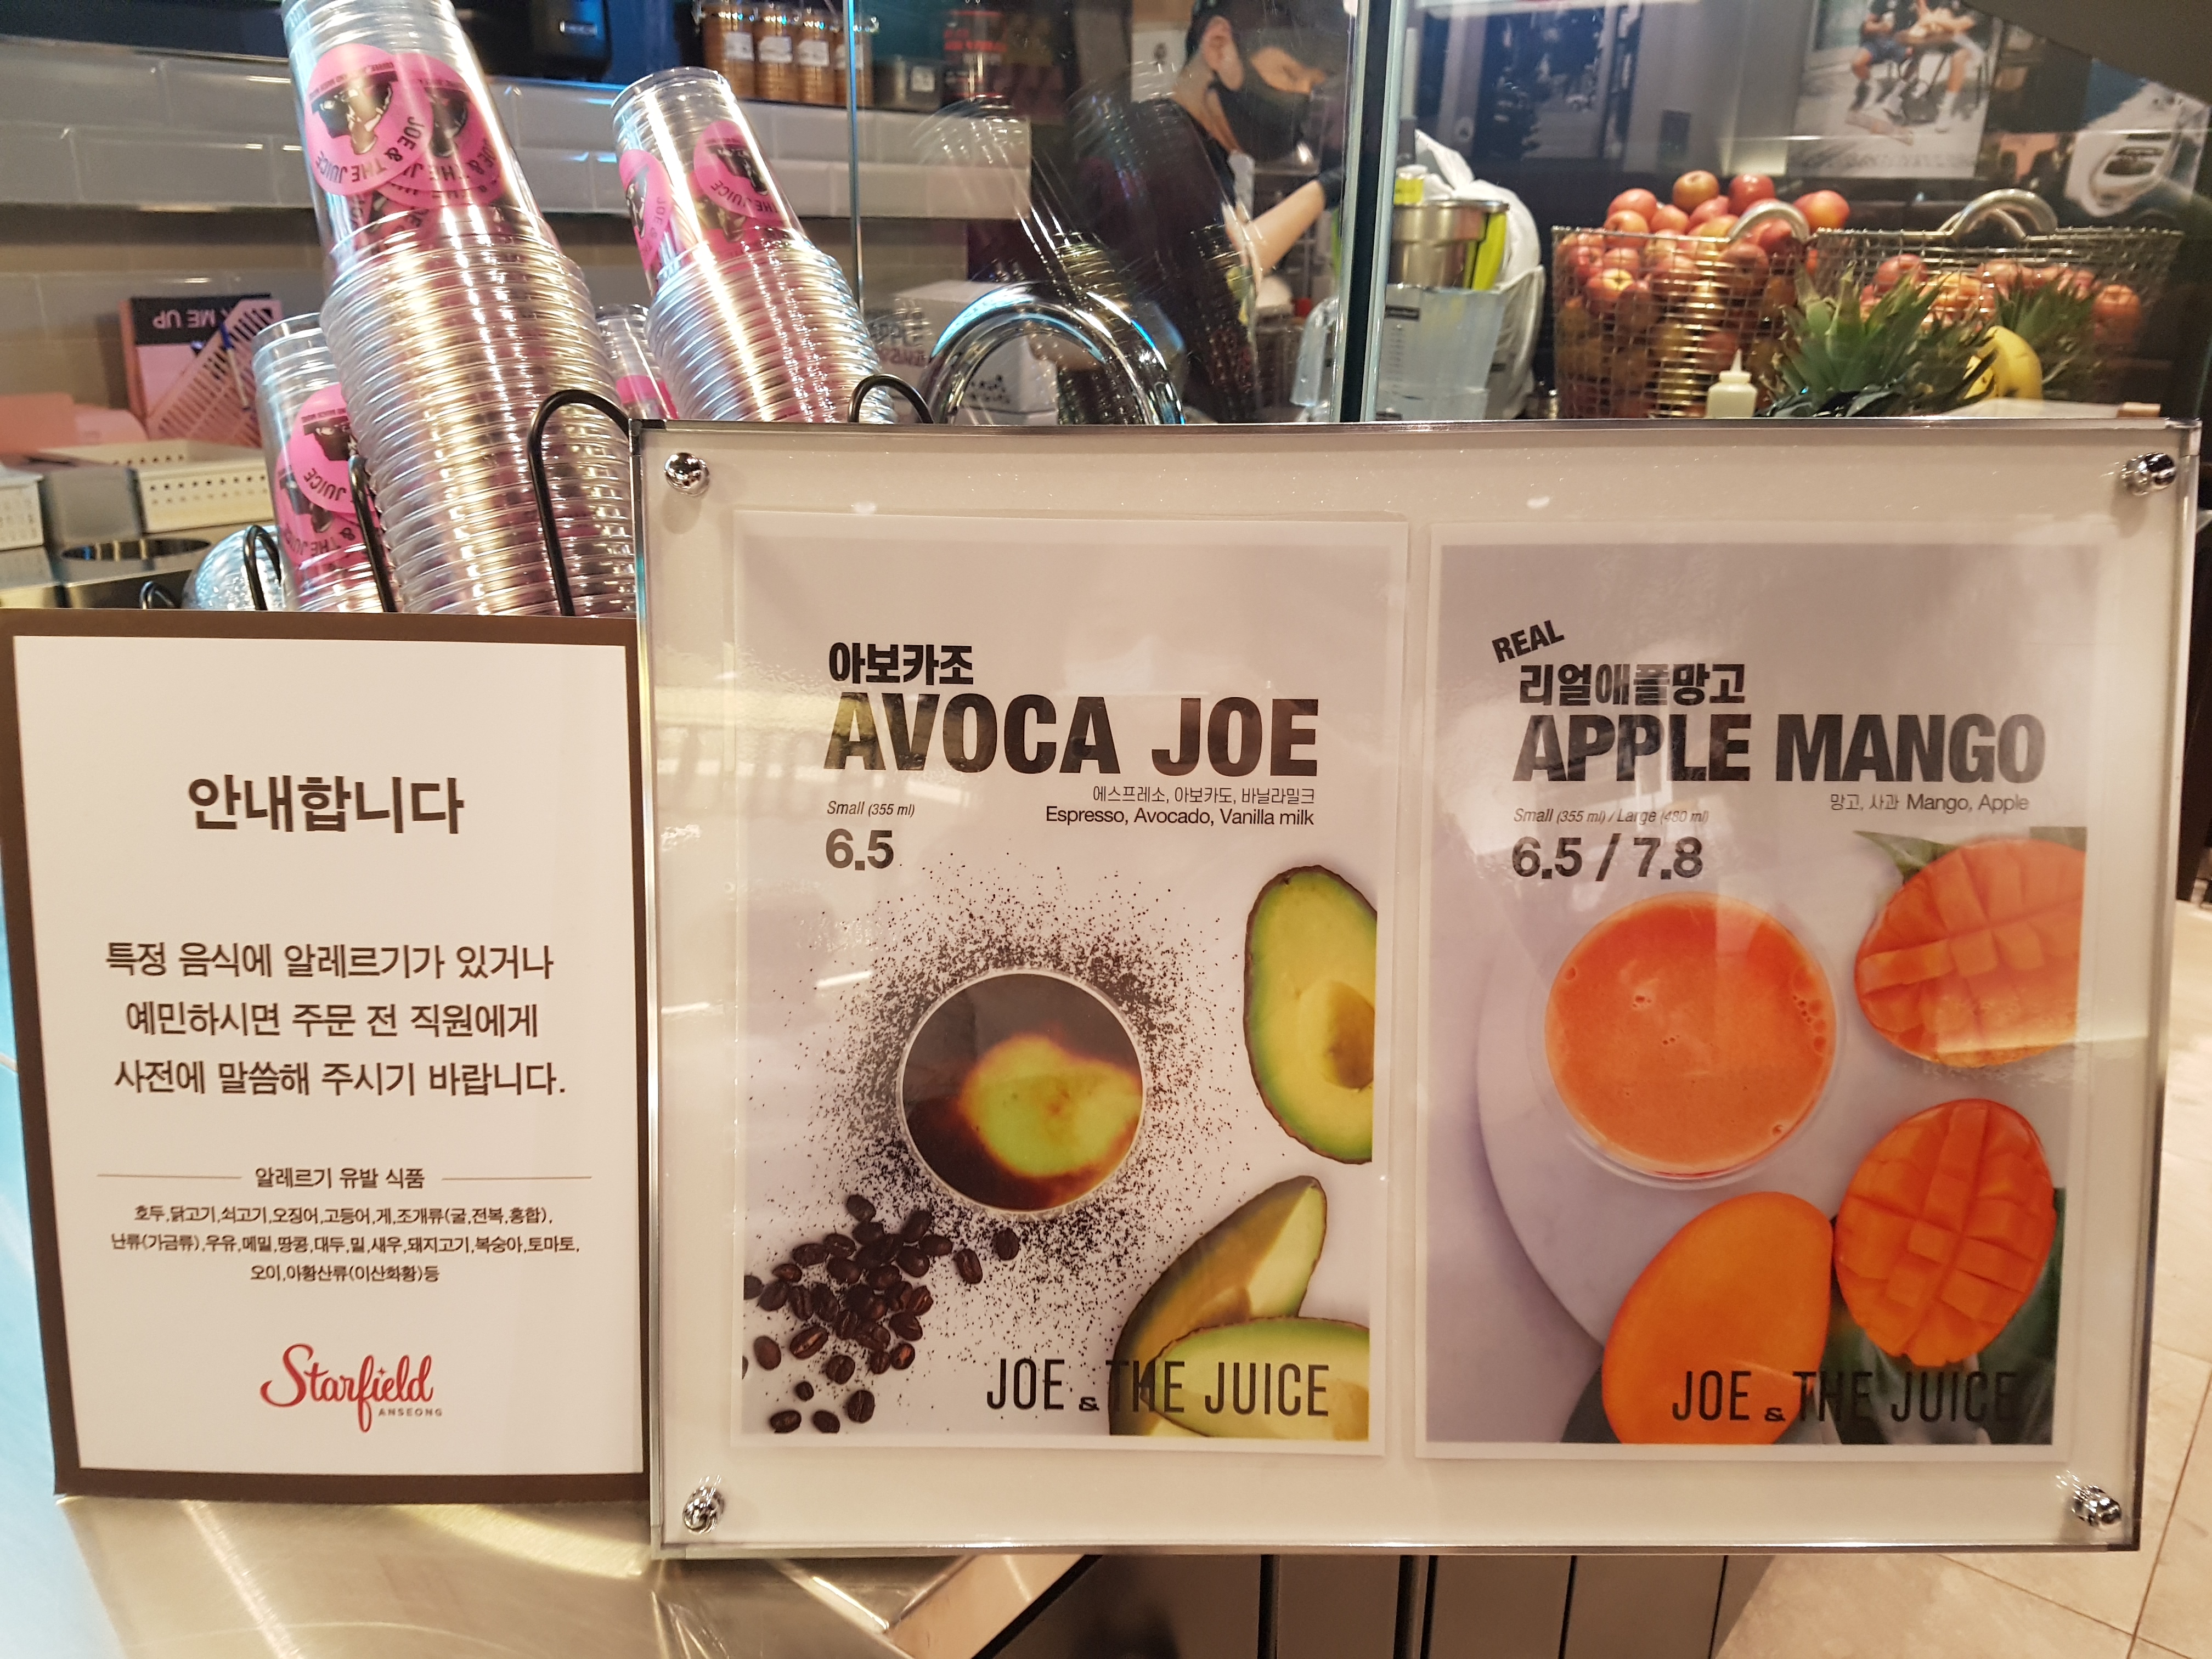 JOE & THE JUICE
JOE & THE JUICE
JUICE
ME UP
안내합니다
특정 음식에 알레르기가 있거나
예민하시면 주문 전 직원에게
사전에 말씀해 주시기 바랍니다.
알레르기 유발 식품
호두,닭고기,쇠고기,오징어,고등어,게,조개류(굴,전복,홍합),
난류(가금류),우유,메밀,땅콩,대두,밀,새우,돼지고기,복숭아,토마토,
오이,아황산류(이산화황)등
Starfield
ANSEONG
아보카조
AVOCA JOE
에스프레소, 아보카도, 바닐라밀크
Small (355 ml)
Espresso, Avocado, Vanilla milk
6.5
JOE & THE JUICE
REAL
리얼애플망고
APPLE MANGO
망고, 사과 Mango, Apple
Small (355 ml) / Large (480 ml)
6.5 / 7.8
JOE & THE JUICE